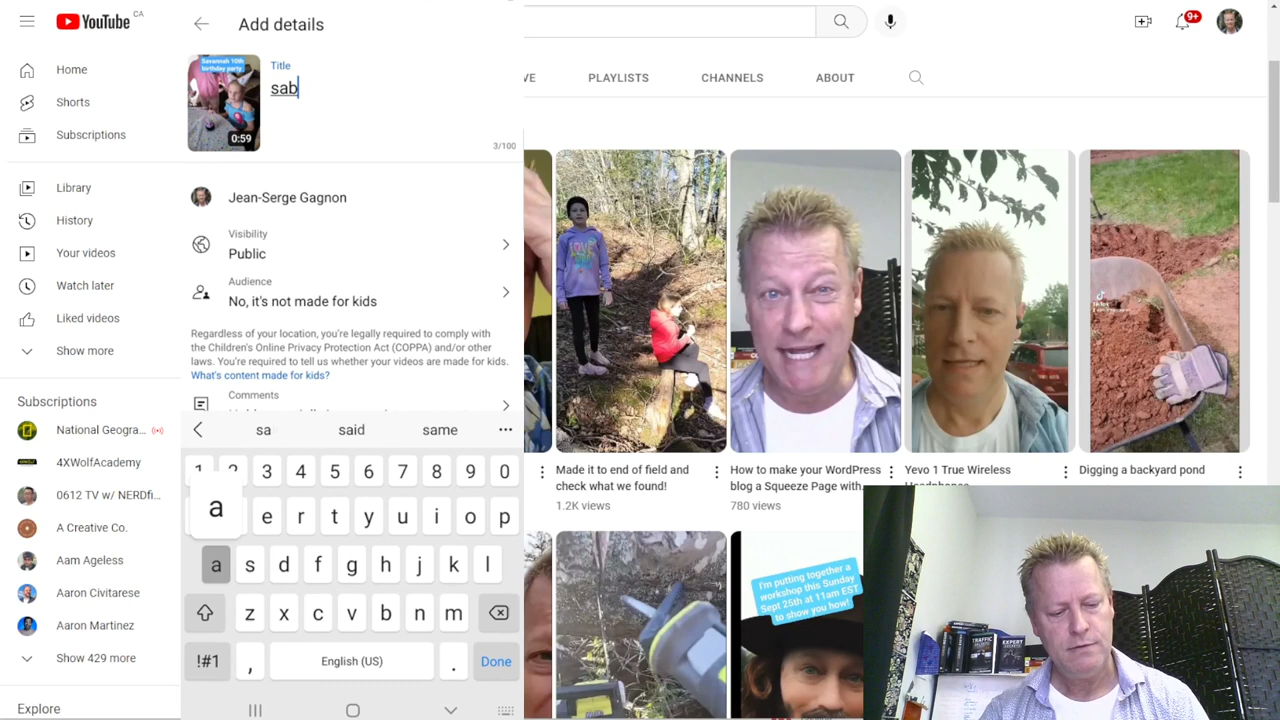 YouTube CA
Home
Shorts
Subscriptions
Library
History
Your videos
Watch later
Liked videos
Show more
Subscriptions
National Geogra...
4XWolfAcademy
0612 TV w/ NERDfi...
A Creative Co.
Aam Ageless
Aaron Civitarese
Aaron Martinez
Show 429 more
Explore
Add details
Savannah 10th
birthday party
0:59
Title
sab
3/100
Jean-Serge Gagnon
Visibility
Public
Audience
No, it's not made for kids
Regardless of your location, you're legally required to comply with
the Children's Online Privacy Protection Act (COPPA) and/or other
laws. You're required to tell us whether your videos are made for kids.
What's content made for kids?
Comments
sa said same
1 2 3 4 5 6 7 8 9 0
a e r t y u i o p
a s d f g h j k l
z x c v b n m
!#1 , English (US) . Done
9+
VE PLAYLISTS CHANNELS ABOUT
TikTok
Made it to end of field and
check what we found!
1.2K views
How to make your WordPress
blog a Squeeze Page with...
780 views
Yevo 1 True Wireless
Headphones
Digging a backyard pond
I'm putting together a
workshop this Sunday
Sept 25th at 11am EST
to show you how!
TRAFFIC
SECRETS
EXPERT
SECRETS